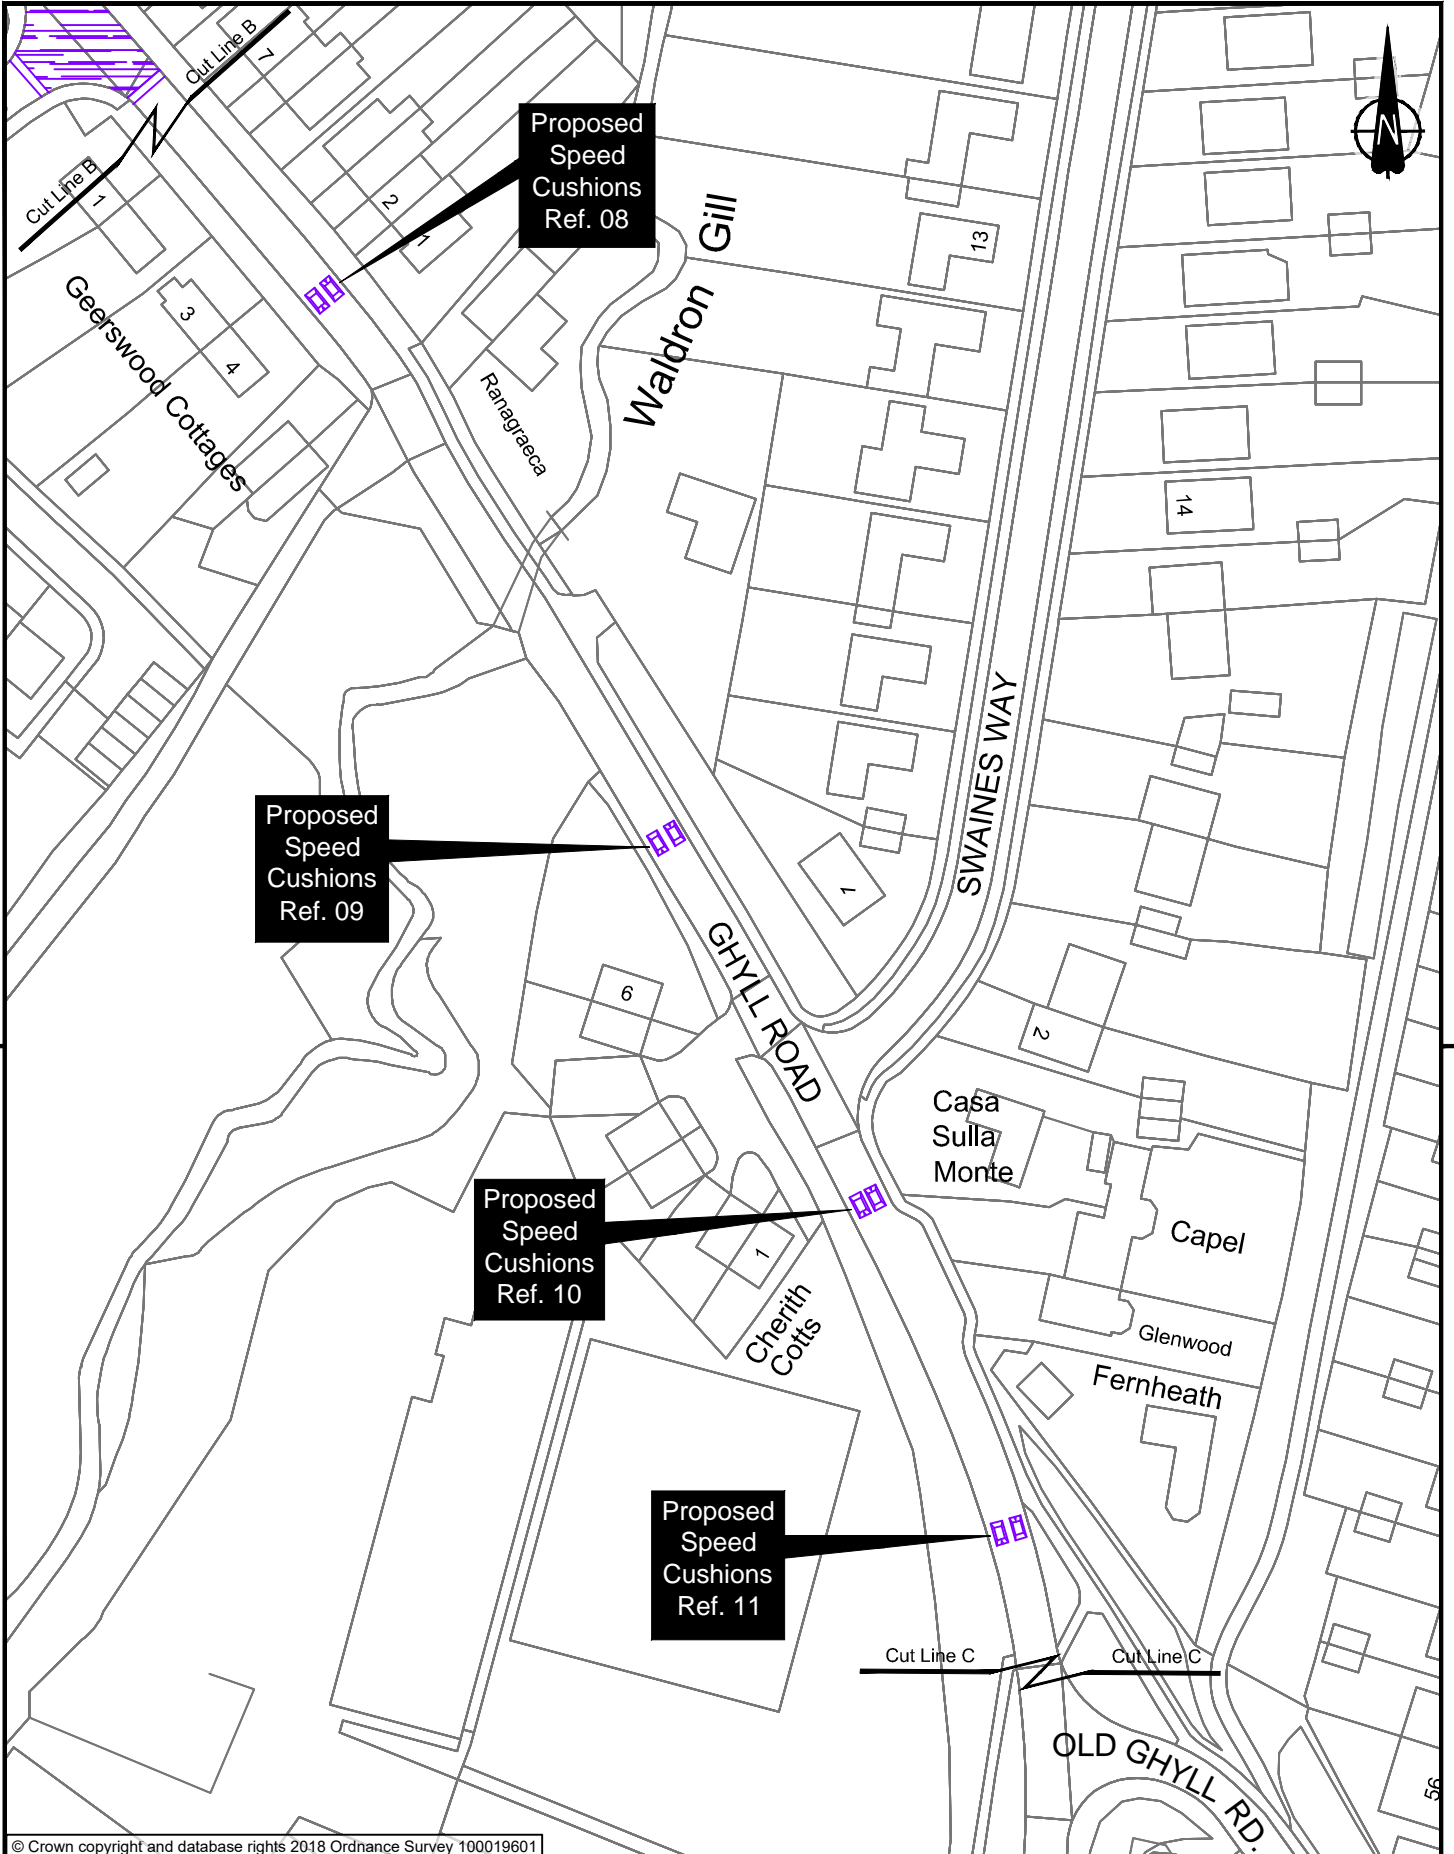 Cut Line B
7
Cut Line B
1
Proposed
Speed
Cushions
Ref. 08
N
2
1
Waldron Gill
13
Geerswood Cottages
3
4
Ranagraeca
14
SWAINES WAY
Proposed
Speed
Cushions
Ref. 09
1
GHYLL ROAD
6
2
Casa
Sulla
Monte
Proposed
Speed
Cushions
Ref. 10
1
Capel
Cherith
Cotts
Glenwood
Fernheath
Proposed
Speed
Cushions
Ref. 11
Cut Line C
Cut Line C
OLD GHYLL RD.
56
© Crown copyright and database rights 2018 Ordnance Survey 100019601